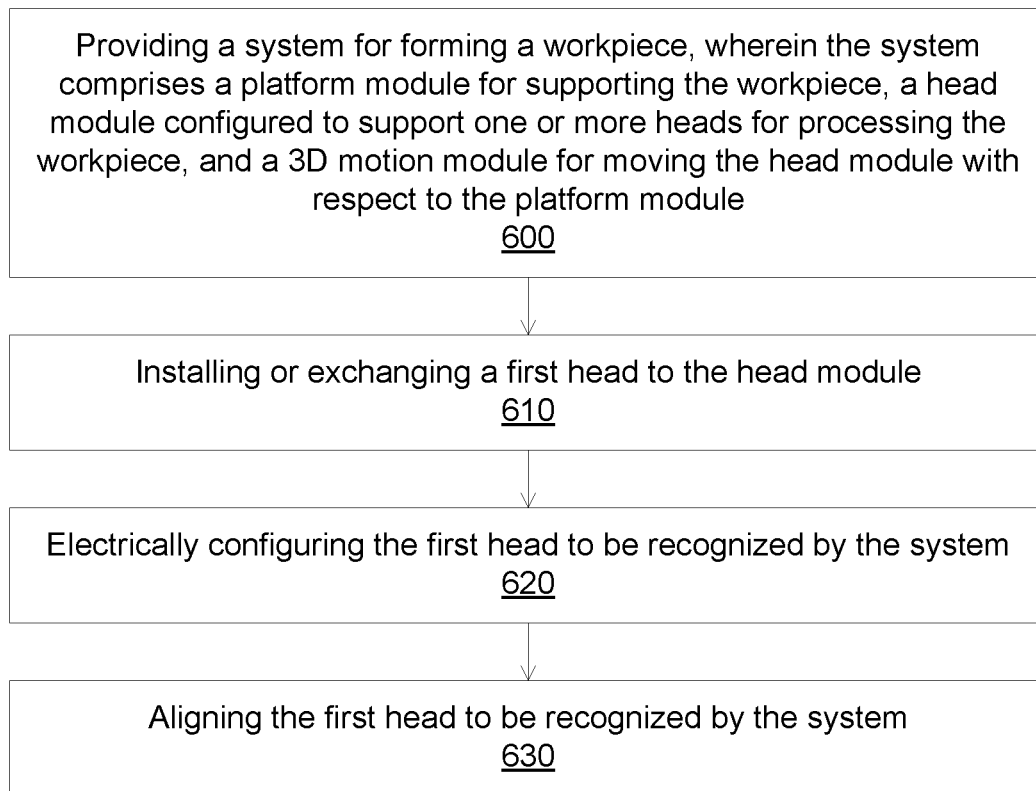 Providing a system for forming a workpiece, wherein the system
comprises a platform module for supporting the workpiece, a head
module configured to support one or more heads for processing the
workpiece, and a 3D motion module for moving the head module with
respect to the platform module
600
Installing or exchanging a first head to the head module
610
Electrically configuring the first head to be recognized by the system
620
Aligning the first head to be recognized by the system
630